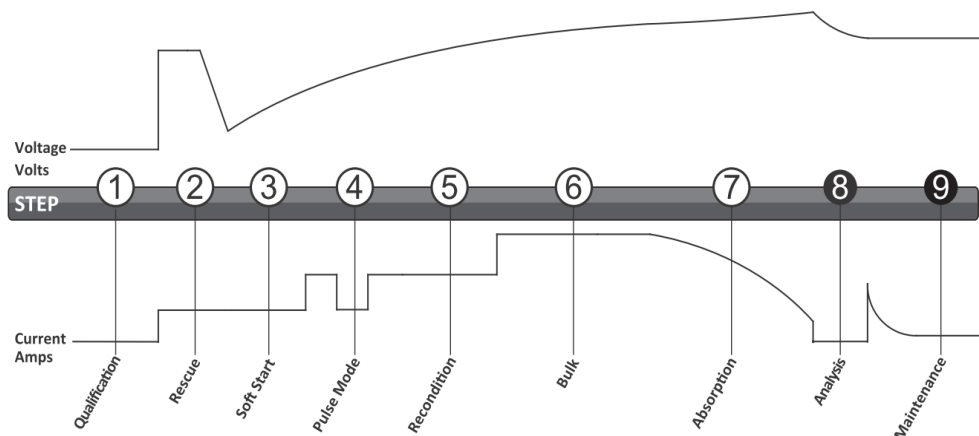 Voltage
Volts
STEP
1 2 3 4 5 6 7 8 9
Current
Amps
Qualification
Rescue
Soft Start
Pulse Mode
Recondition
Bulk
Absorption
Analysis
Maintenance